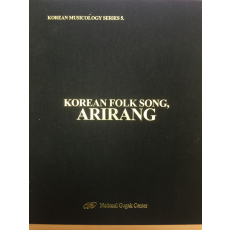 KOREAN MUSICOLOGY SERIES 5.
KOREAN FOLK SONG,
ARIRANG
National Gugak Center